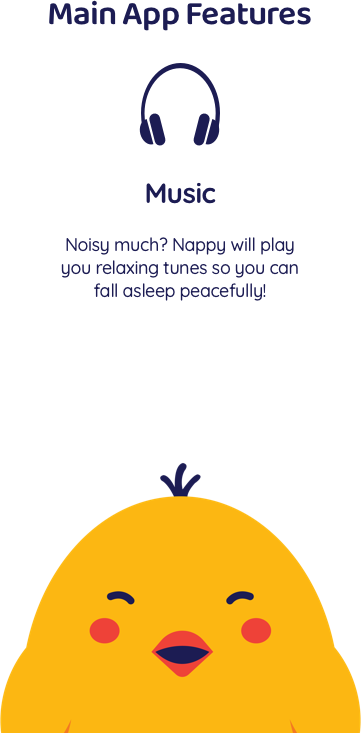 Main App Features
Music
Noisy much? Nappy will play
you relaxing tunes so you can
fall asleep peacefully!